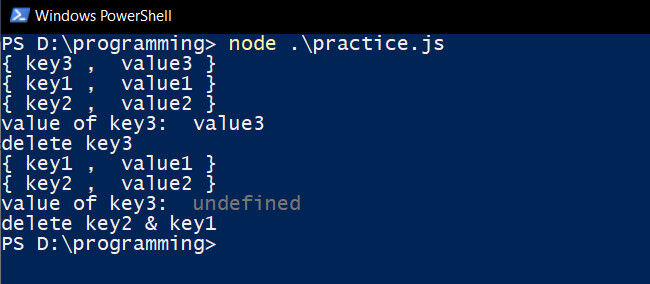 Windows PowerShell
PS D:\programming> node .\practice.js
{ key3 ,  value3 }
{ key1 ,  value1 }
{ key2 ,  value2 }
value of key3:  value3
delete key3
{ key1 ,  value1 }
{ key2 ,  value2 }
value of key3:  undefined
delete key2 & key1
PS D:\programming>